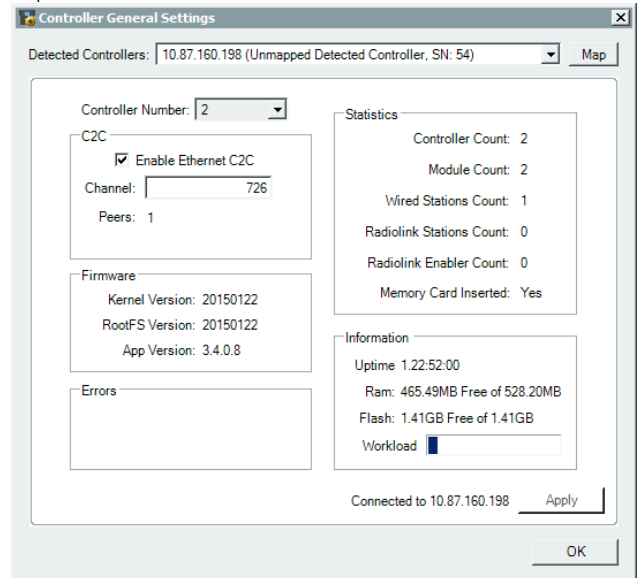 Controller General Settings
Detected Controllers: 10.87.160.198 (Unmapped Detected Controller, SN: 54) Map
Controller Number: 2
C2C
Enable Ethernet C2C
Channel: 726
Peers: 1
Firmware
Kernel Version: 20150122
RootFS Version: 20150122
App Version: 3.4.0.8
Errors
Statistics
Controller Count: 2
Module Count: 2
Wired Stations Count: 1
Radiolink Stations Count: 0
Radiolink Enabler Count: 0
Memory Card Inserted: Yes
Information
Uptime 1.22:52:00
Ram: 465.49MB Free of 528.20MB
Flash: 1.41GB Free of 1.41GB
Workload
Connected to 10.87.160.198 Apply
OK